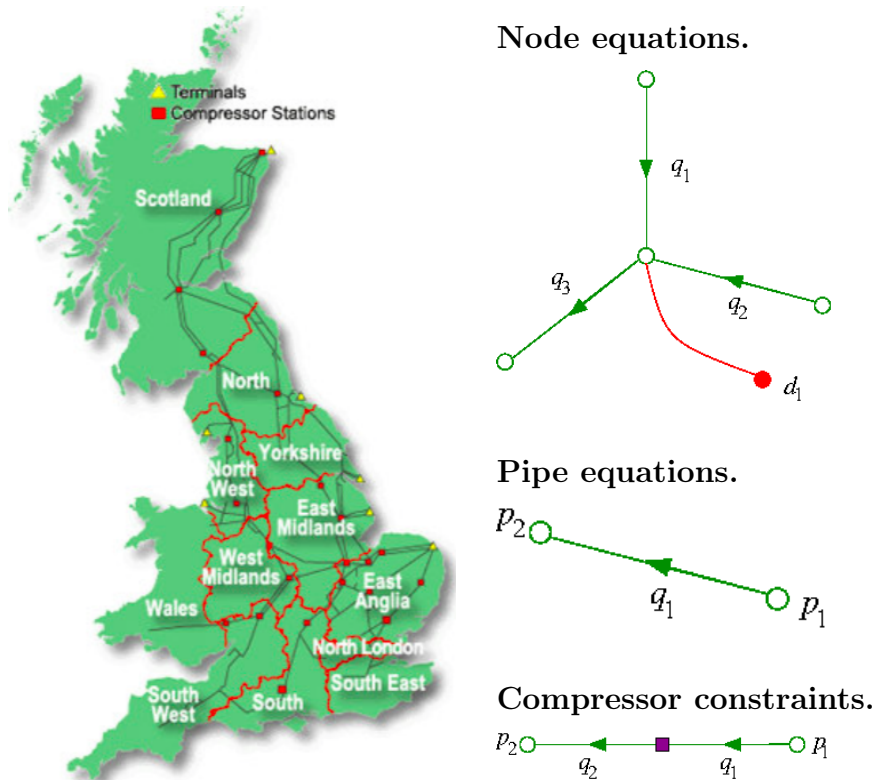 Terminals
Compressor Stations
Scotland
North
Yorkshire
North
West
East
Midlands
West
Midlands
East
Anglia
Wales
North London
South East
South
South
West
Node equations.
q1
q3
q2
d1
Pipe equations.
p2
q1
p1
Compressor constraints.
p2
p1
q2
q1